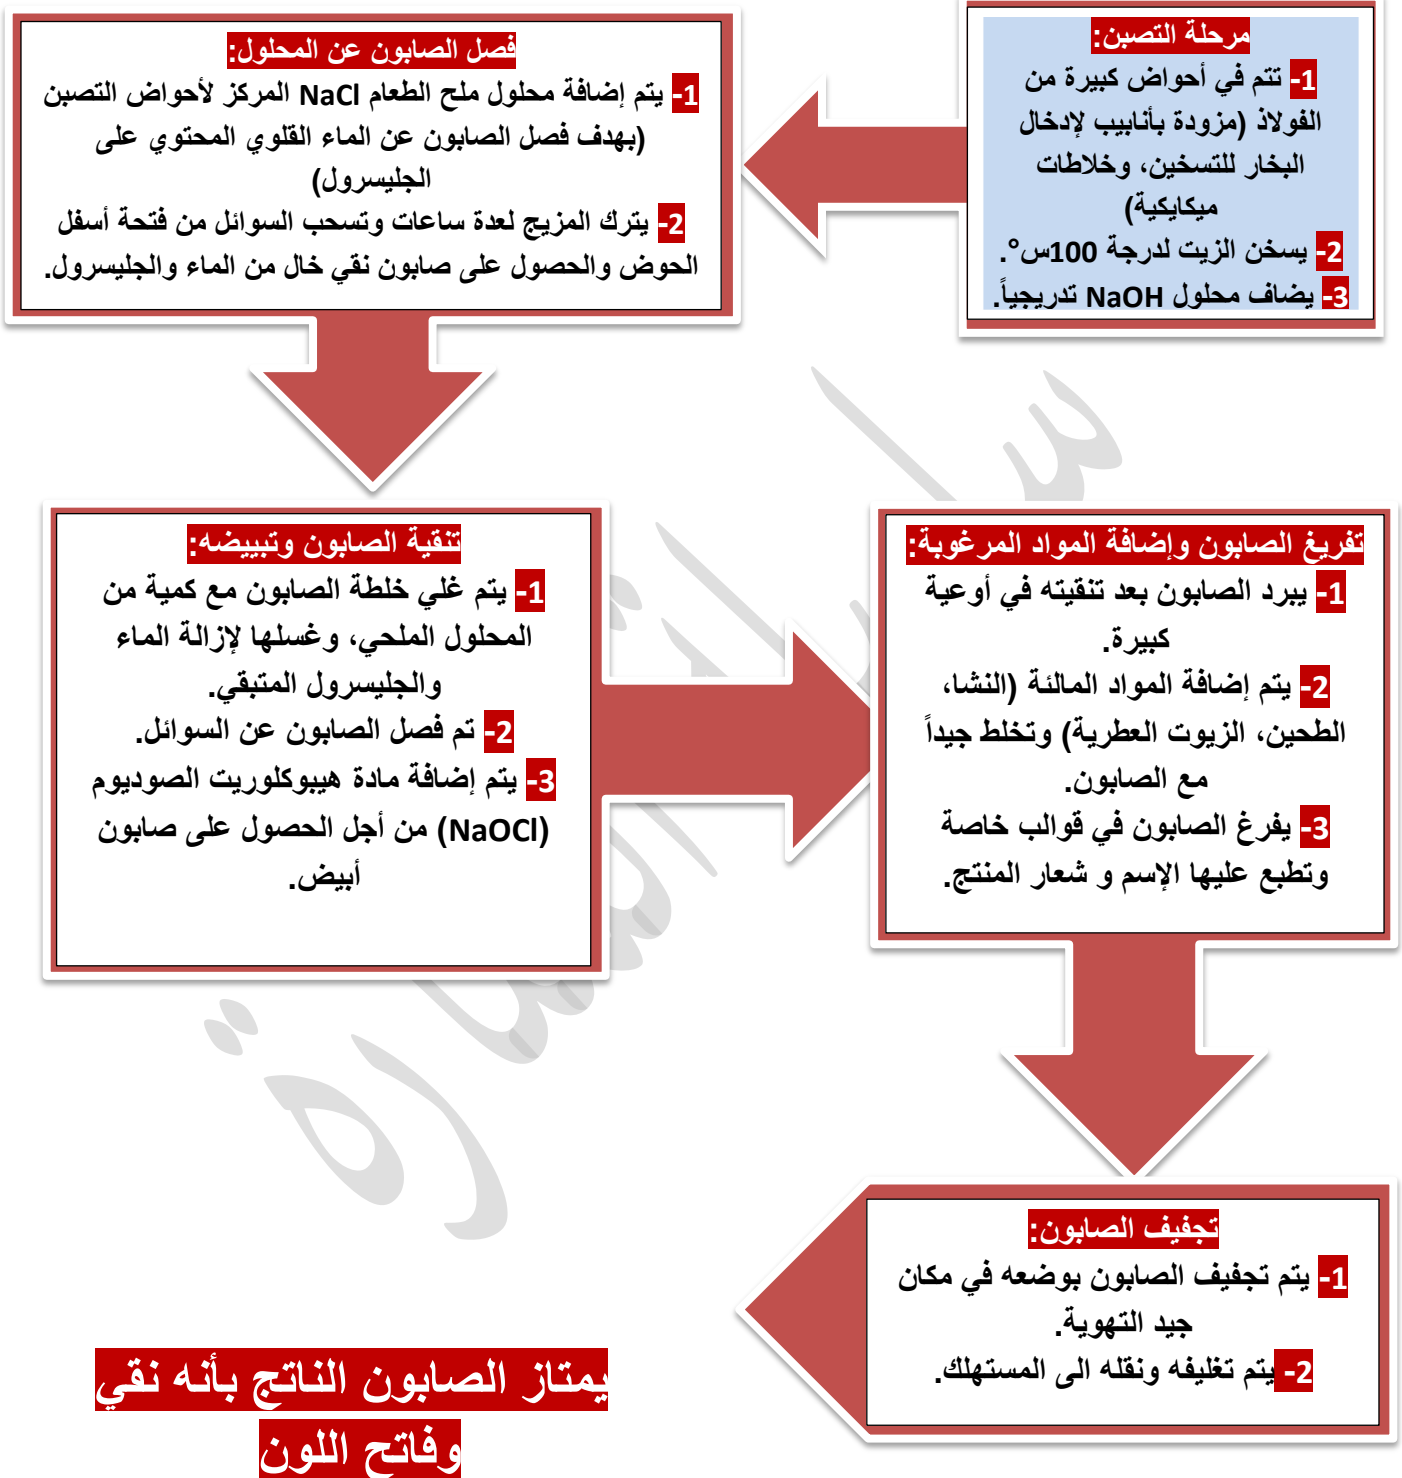 مرحلة التصبن:
1- تتم في أحواض كبيرة من
الفولاذ (مزودة بأنابيب لإدخال
البخار للتسخين، وخلاطات
ميكايكية)
2- يسخن الزيت لدرجة 100س°.
3- يضاف محلول NaOH تدريجياً.
فصل الصابون عن المحلول:
1- يتم إضافة محلول ملح الطعام NaCl المركز لأحواض التصبن
(بهدف فصل الصابون عن الماء القلوي المحتوي على
الجليسرول)
2- يترك المزيج لعدة ساعات وتسحب السوائل من فتحة أسفل
الحوض والحصول على صابون نقي خال من الماء والجليسرول.
تنقية الصابون وتبييضه:
1- يتم غلي خلطة الصابون مع كمية من
المحلول الملحي، وغسلها لإزالة الماء
والجليسرول المتبقي.
2- تم فصل الصابون عن السوائل.
3- يتم إضافة مادة هيبوكلوريت الصوديوم
(NaOCl) من أجل الحصول على صابون
أبيض.
تفريغ الصابون وإضافة المواد المرغوبة:
1- يبرد الصابون بعد تنقيته في أوعية
كبيرة.
2- يتم إضافة المواد المالئة (النشا،
الطحين، الزيوت العطرية) وتخلط جيداً
مع الصابون.
3- يفرغ الصابون في قوالب خاصة
وتطبع عليها الإسم و شعار المنتج.
تجفيف الصابون:
1- يتم تجفيف الصابون بوضعه في مكان
جيد التهوية.
2- يتم تغليفه ونقله الى المستهلك.
يمتاز الصابون الناتج بأنه نقي
وفاتح اللون